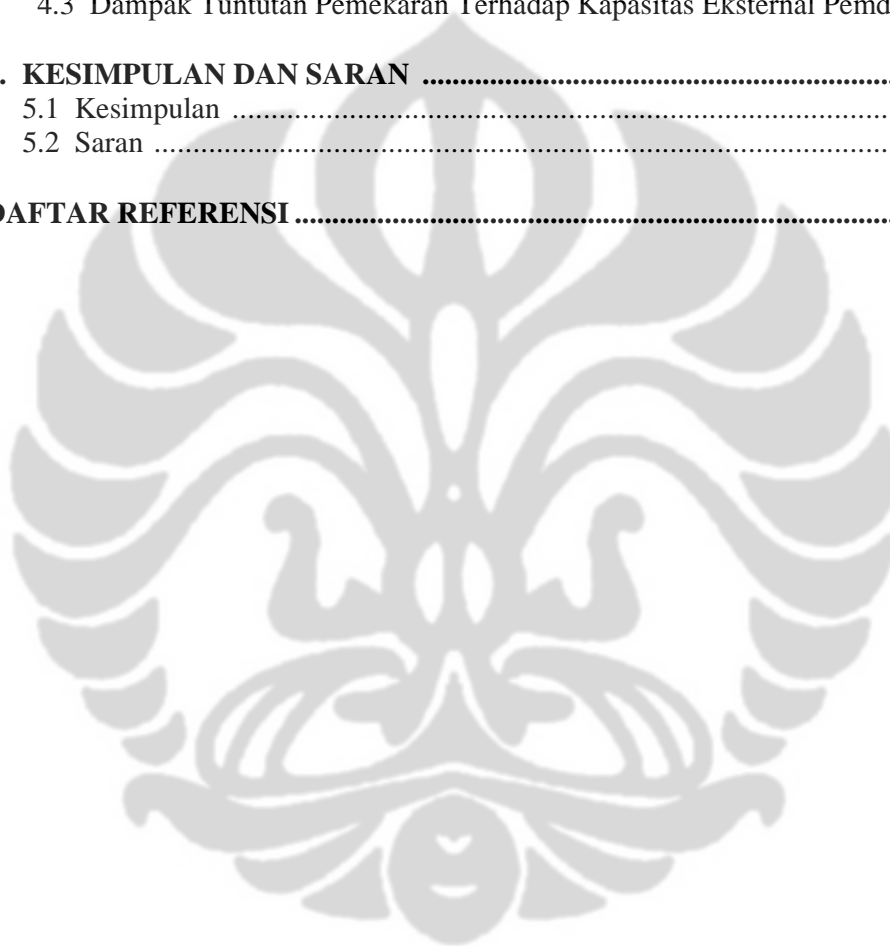 4.3 Dampak Tuntutan Pemekaran Terhadap Kapasitas Eksternal Pemd
. KESIMPULAN DAN SARAN ................................................................
5.1 Kesimpulan ..........................................................................................
5.2 Saran .....................................................................................................
DAFTAR REFERENSI .................................................................................